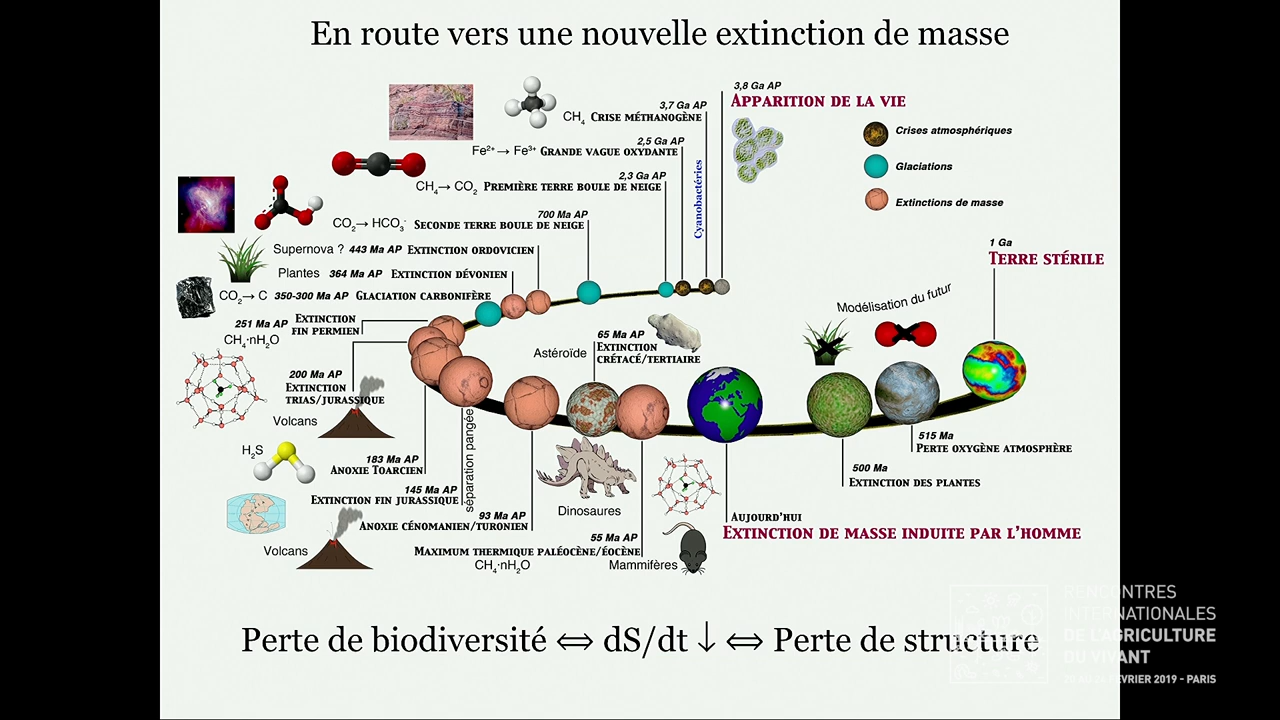 En route vers une nouvelle extinction de masse
3,8 Ga AP
APPARITION DE LA VIE
3,7 Ga AP
CH4 CRISE MÉTHANOGÈNE
2,5 Ga AP
Fe2+→ Fe3+ GRANDE VAGUE OXYDANTE
2,3 Ga AP
CH4→ CO2 PREMIÈRE TERRE BOULE DE NEIGE
Cyanobactéries
700 Ma AP
CO2→ HCO3- SECONDE TERRE BOULE DE NEIGE
Supernova ? 443 Ma AP EXTINCTION ORDOVICIEN
Plantes 364 Ma AP EXTINCTION DÉVONIEN
CO2→ C 350-300 Ma AP GLACIATION CARBONIFÈRE
251 Ma AP EXTINCTION
FIN PERMIEN
CH4·nH2O
200 Ma AP
EXTINCTION
TRIAS/JURASSIQUE
Volcans
H2S
183 Ma AP
ANOXIE TOARCIEN
séparation pangée
145 Ma AP
EXTINCTION FIN JURASSIQUE
93 Ma AP
ANOXIE CÉNOMANIEN/TURONIEN
Volcans
55 Ma AP
MAXIMUM THERMIQUE PALÉOCÈNE/ÉOCÈNE
CH4·nH2O
Mammifères
Astéroïde
65 Ma AP
EXTINCTION
CRÉTACÉ/TERTIAIRE
Dinosaures
Crises atmosphériques
Glaciations
Extinctions de masse
1 Ga
TERRE STÉRILE
Modélisation du futur
515 Ma
PERTE OXYGÈNE ATMOSPHÈRE
500 Ma
EXTINCTION DES PLANTES
AUJOURD'HUI
EXTINCTION DE MASSE INDUITE PAR L'HOMME
Perte de biodiversité ⇔ dS/dt ↓ ⇔ Perte de structure
RENCONTRES
INTERNATIONALES
DE L'AGRICULTURE
DU VIVANT
FÉVRIER 2019 - PARIS